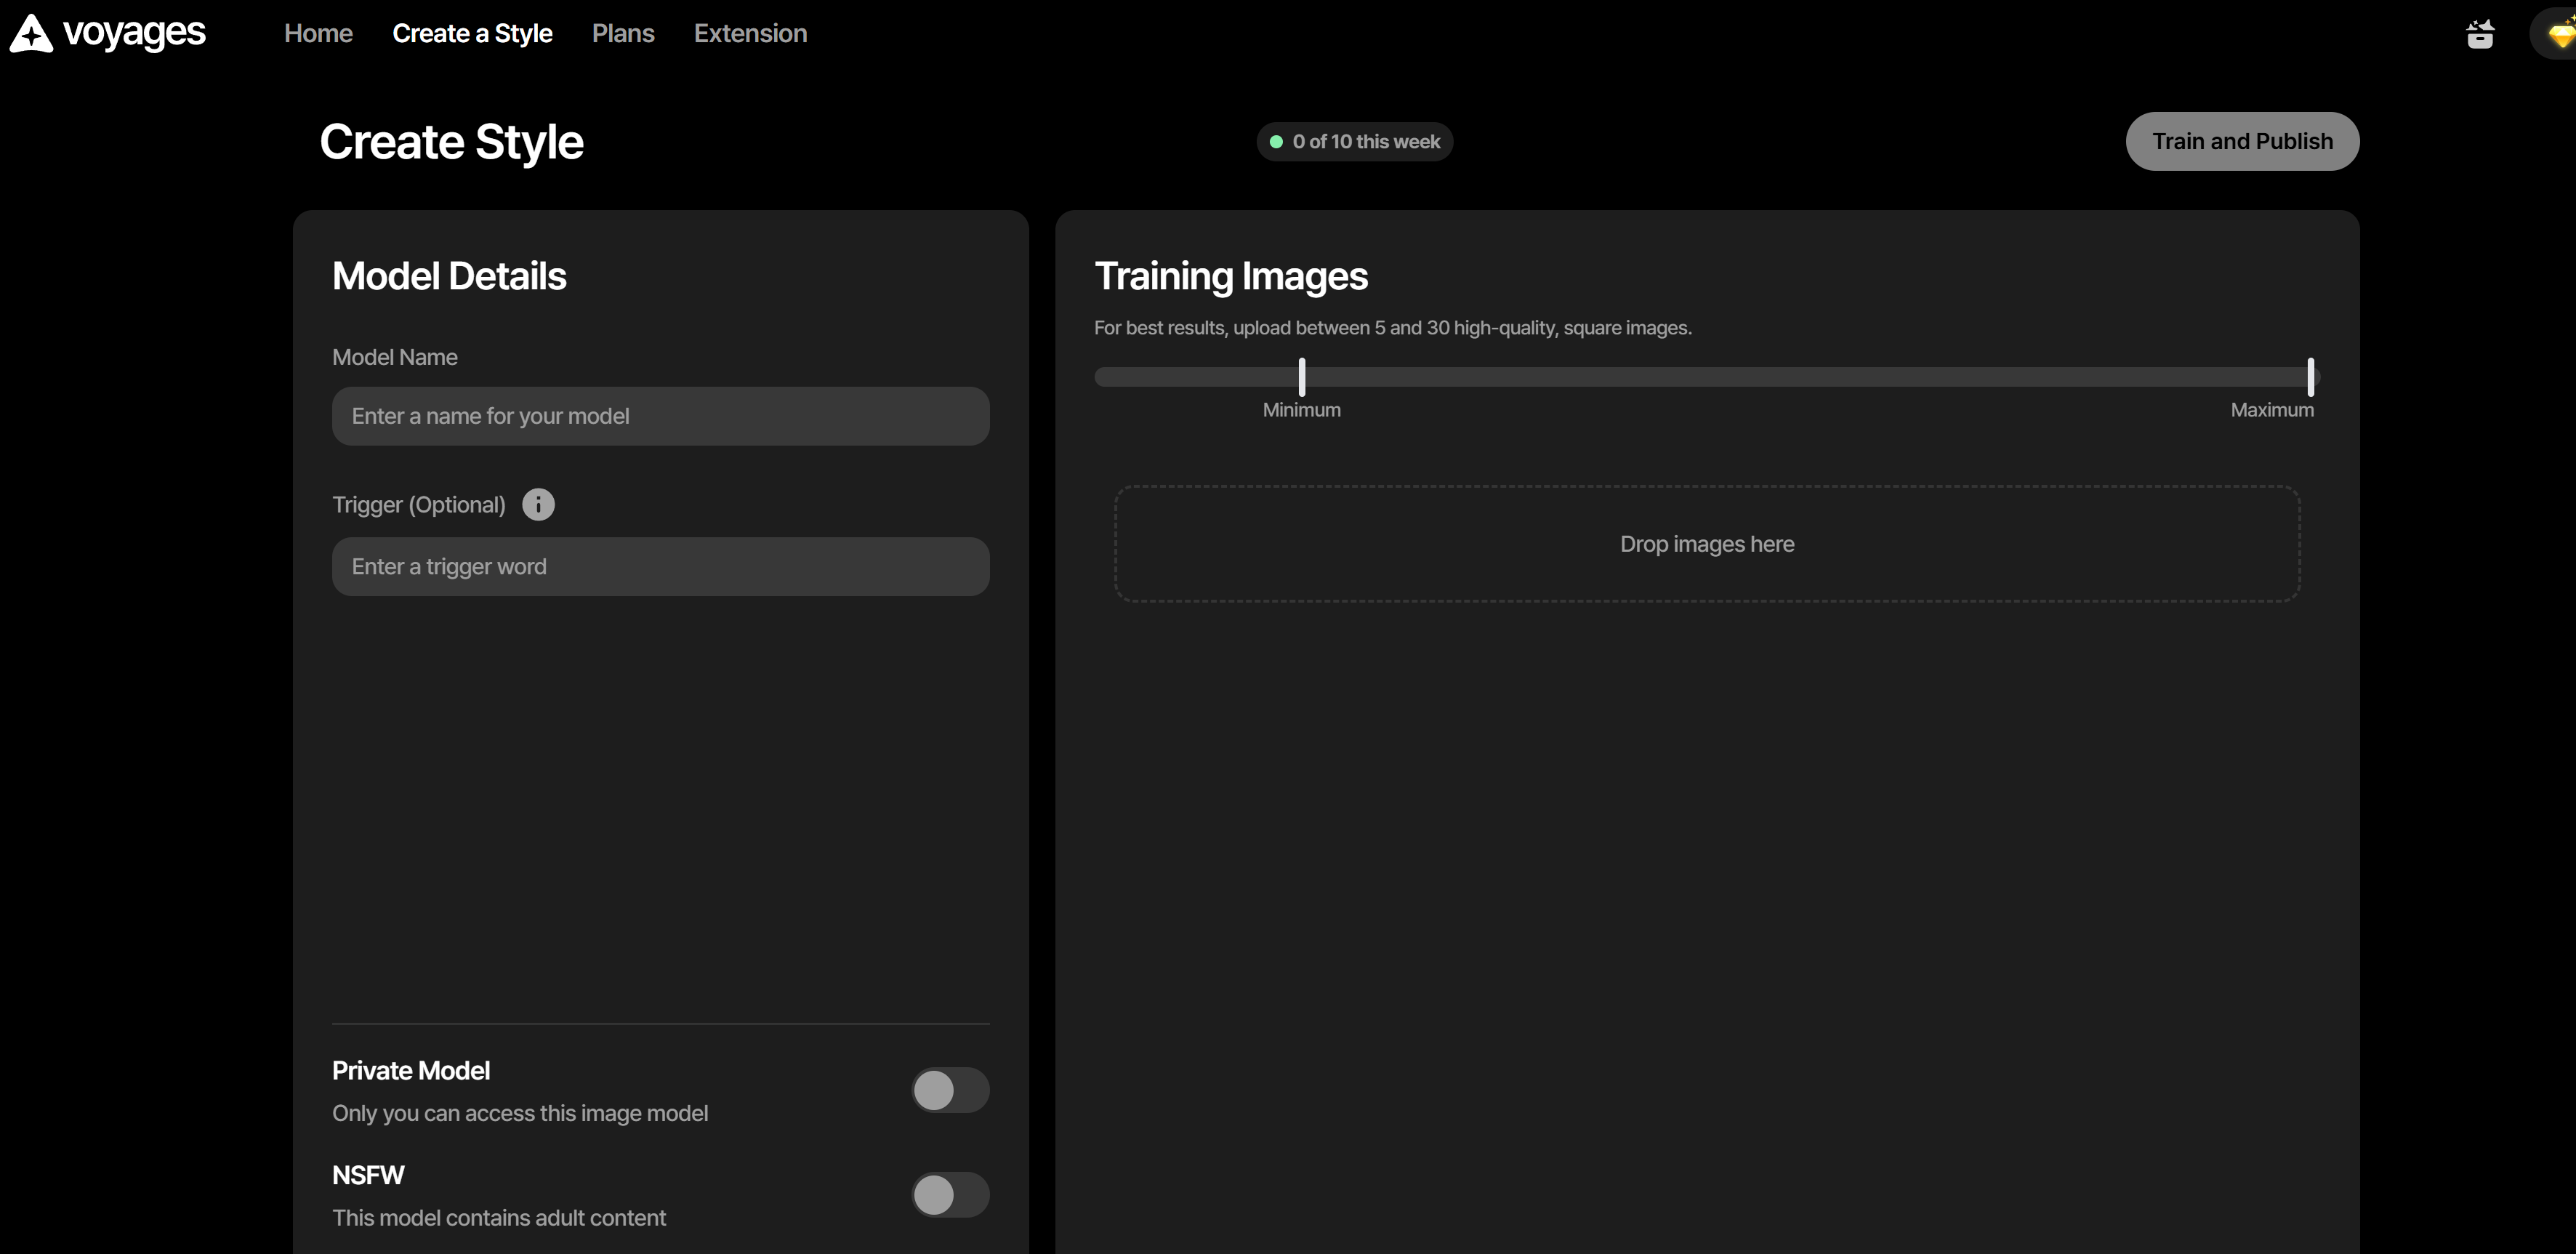 voyages
Home
Create a Style
Plans
Extension
Create Style
0 of 10 this week
Train and Publish
Model Details
Model Name
Enter a name for your model
Trigger (Optional)
Enter a trigger word
Private Model
Only you can access this image model
NSFW
This model contains adult content
Training Images
For best results, upload between 5 and 30 high-quality, square images.
Minimum
Maximum
Drop images here